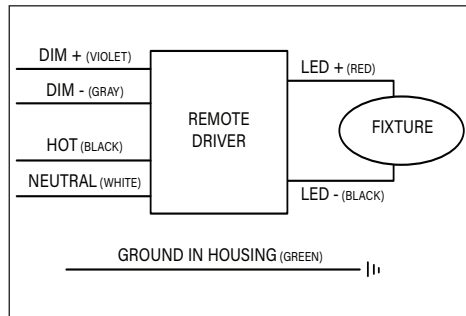 DIM + (VIOLET)
DIM - (GRAY)
HOT (BLACK)
NEUTRAL (WHITE)
REMOTE
DRIVER
LED + (RED)
FIXTURE
LED - (BLACK)
GROUND IN HOUSING (GREEN)